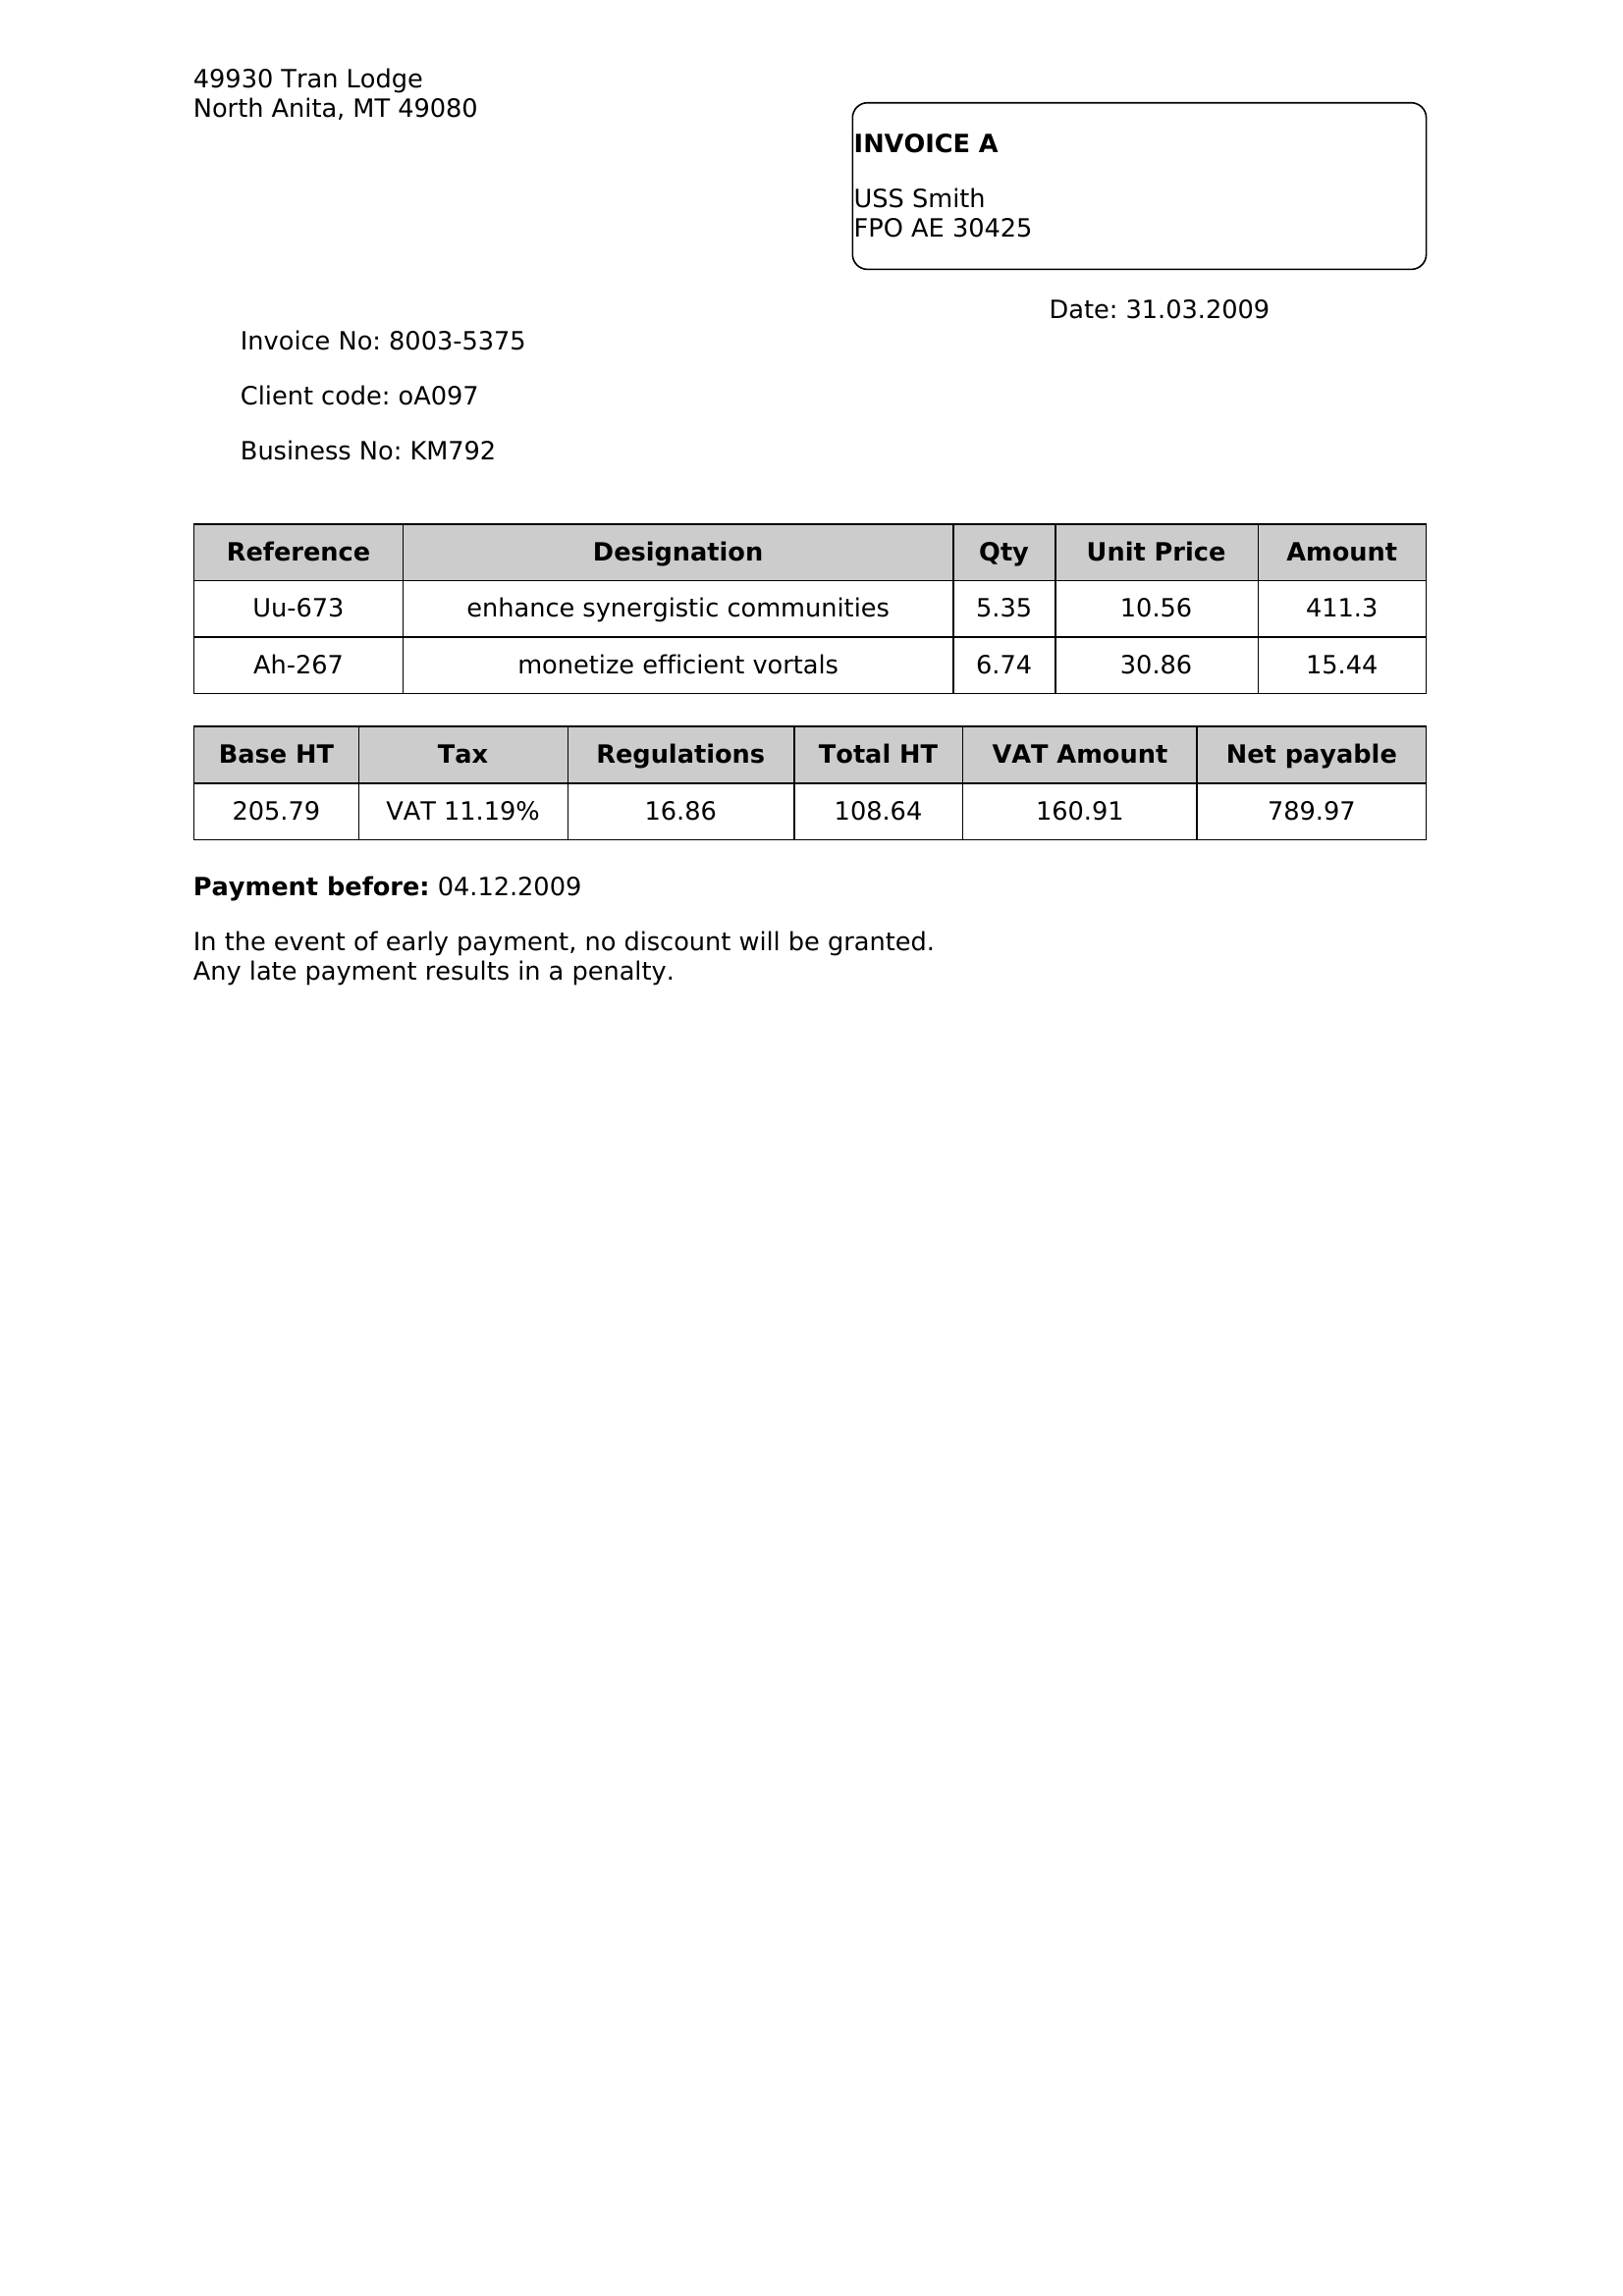 49930 Tran Lodge
North Anita, MT 49080
INVOICE A
USS Smith
FPO AE 30425
Date: 31.03.2009
Invoice No: 8003-5375
Client code: oA097
Business No: KM792
Reference Designation Qty Unit Price Amount
Uu-673 enhance synergistic communities 5.35 10.56 411.3
Ah-267 monetize efficient vortals 6.74 30.86 15.44
Base HT Tax Regulations Total HT VAT Amount Net payable
205.79 VAT 11.19% 16.86 108.64 160.91 789.97
Payment before: 04.12.2009
In the event of early payment, no discount will be granted.
Any late payment results in a penalty.